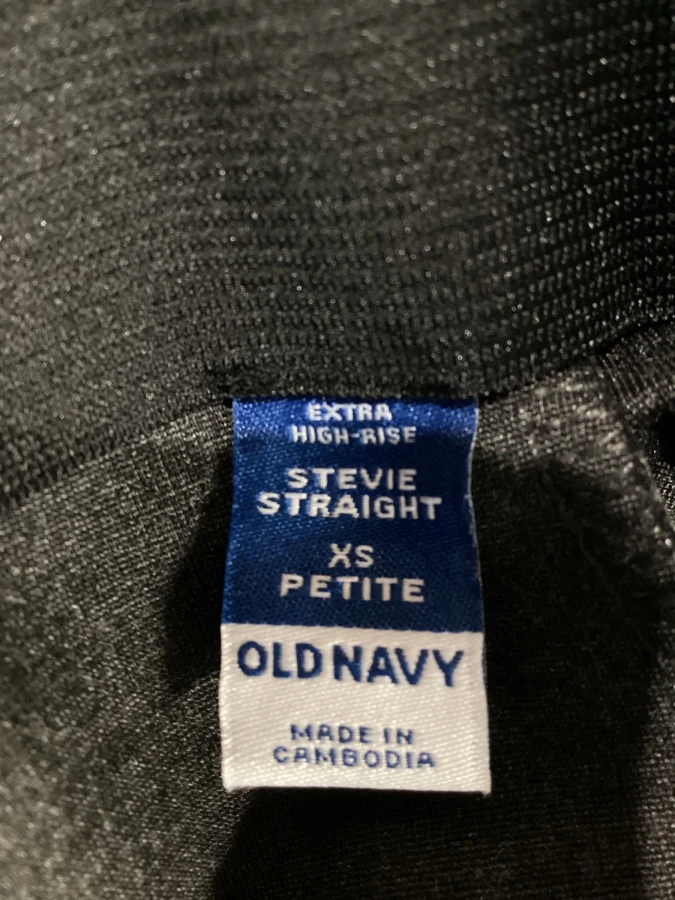 EXTRA
HIGH-RISE
STEVIE
STRAIGHT
XS
PETITE
OLD NAVY
MADE IN
CAMBODIA